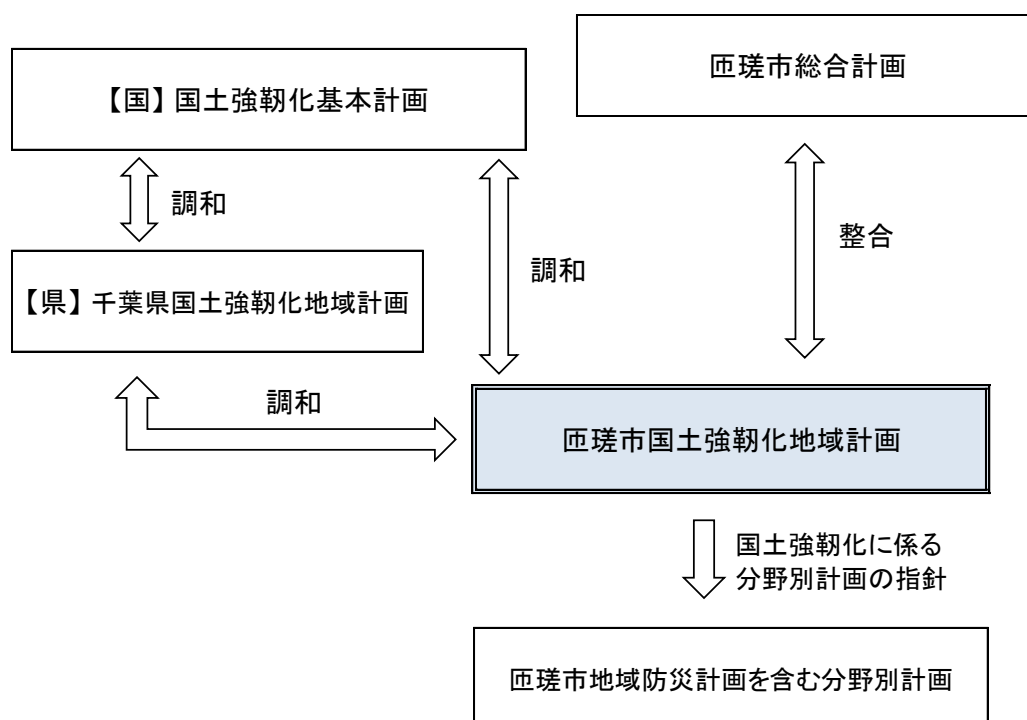 匝瑳市総合計画
【国】国土強靱化基本計画
調和
整合
調和
【県】千葉県国土強靱化地域計画
調和
匝瑳市国土強靱化地域計画
国土強靱化に係る
分野別計画の指針
匝瑳市地域防災計画を含む分野別計画